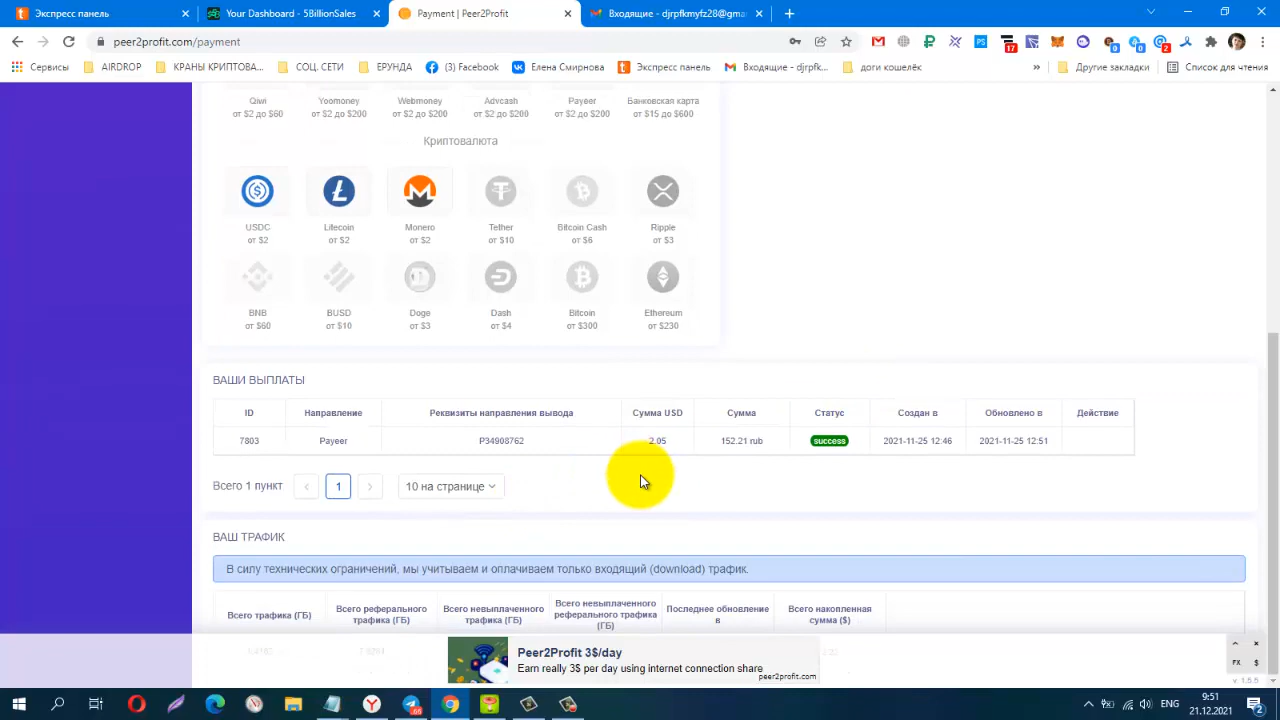 Экспресс панель
Your Dashboard - 5BillionSales
Payment | Peer2Profit
Входящие - djrpfkmyfz28@gma
peer2profit.com/payment
17
0
0
2
Сервисы
AIRDROP
КРАНЫ КРИПТОВА...
СОЦ. СЕТИ
ЕРУНДА
(3) Facebook
Елена Смирнова
Экспресс панель
Входящие - djrpfk...
доги кошелёк
»
Другие закладки
Список для чтения
Qiwi Yoomoney Webmoney Advcash Payeer Банковская карта
от $2 до $60 от $2 до $200 от $2 до $200 от $2 до $200 от $2 до $200 от $15 до $600
Криптовалюта
USDC Litecoin Monero Tether Bitcoin Cash Ripple
от $2 от $2 от $2 от $10 от $6 от $3
BNB BUSD Doge Dash Bitcoin Ethereum
от $60 от $10 от $3 от $4 от $300 от $230
ВАШИ ВЫПЛАТЫ
ID Направление Реквизиты направления вывода Сумма USD Сумма Статус Создан в Обновлено в Действие
7803 Payeer P34908762 2.05 152.21 rub success 2021-11-25 12:46 2021-11-25 12:51
Всего 1 пункт < 1 > 10 на странице
ВАШ ТРАФИК
В силу технических ограничений, мы учитываем и оплачиваем только входящий (download) трафик.
Всего трафика (ГБ)
Всего реферального
трафика (ГБ)
Всего невыплаченного
трафика (ГБ)
Всего невыплаченного
реферального трафика
(ГБ)
Последнее обновление
в
Всего накопленная
сумма ($)
Peer2Profit 3$/day
Earn really 3$ per day using internet connection share
peer2profit.com
FX $
v. 1.5.5
ENG
9:51
21.12.2021
2